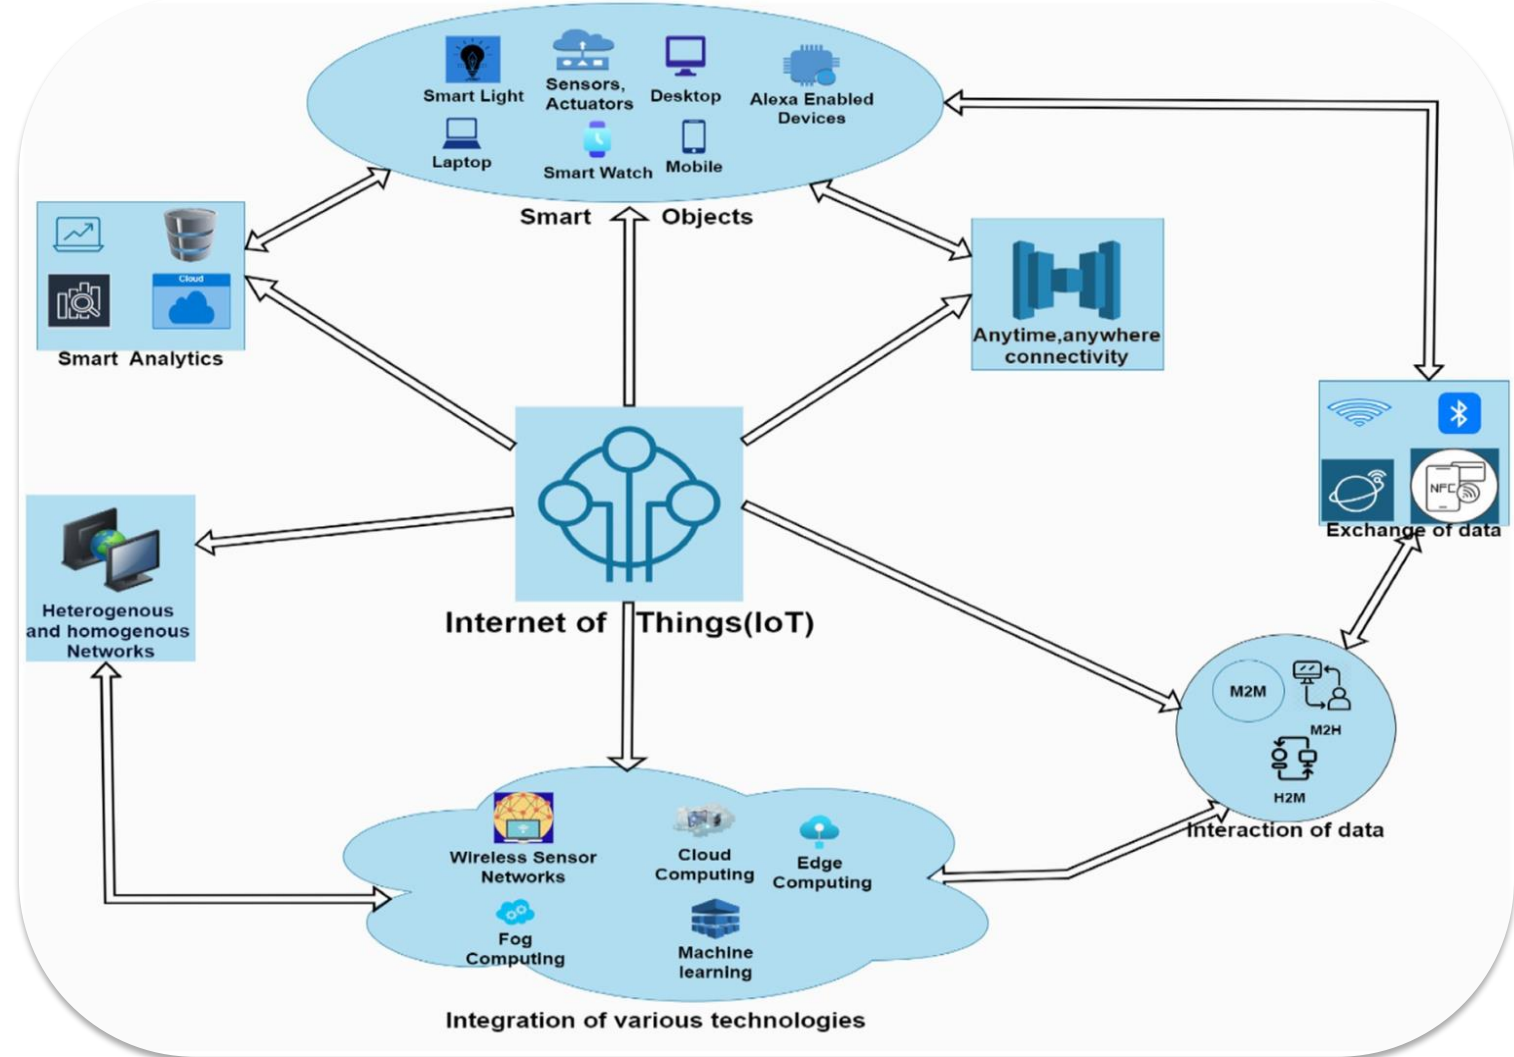 Smart Light
Sensors,
Actuators
Desktop
Alexa Enabled
Devices
Laptop
Smart Watch
Mobile
Smart Objects
Cloud
Smart Analytics
Anytime,anywhere
connectivity
NFC
Exchange of data
Heterogenous
and homogenous
Networks
Internet of Things(IoT)
M2M
M2H
H2M
Interaction of data
Wireless Sensor
Networks
Cloud
Computing
Edge
Computing
Fog
Computing
Machine
learning
Integration of various technologies